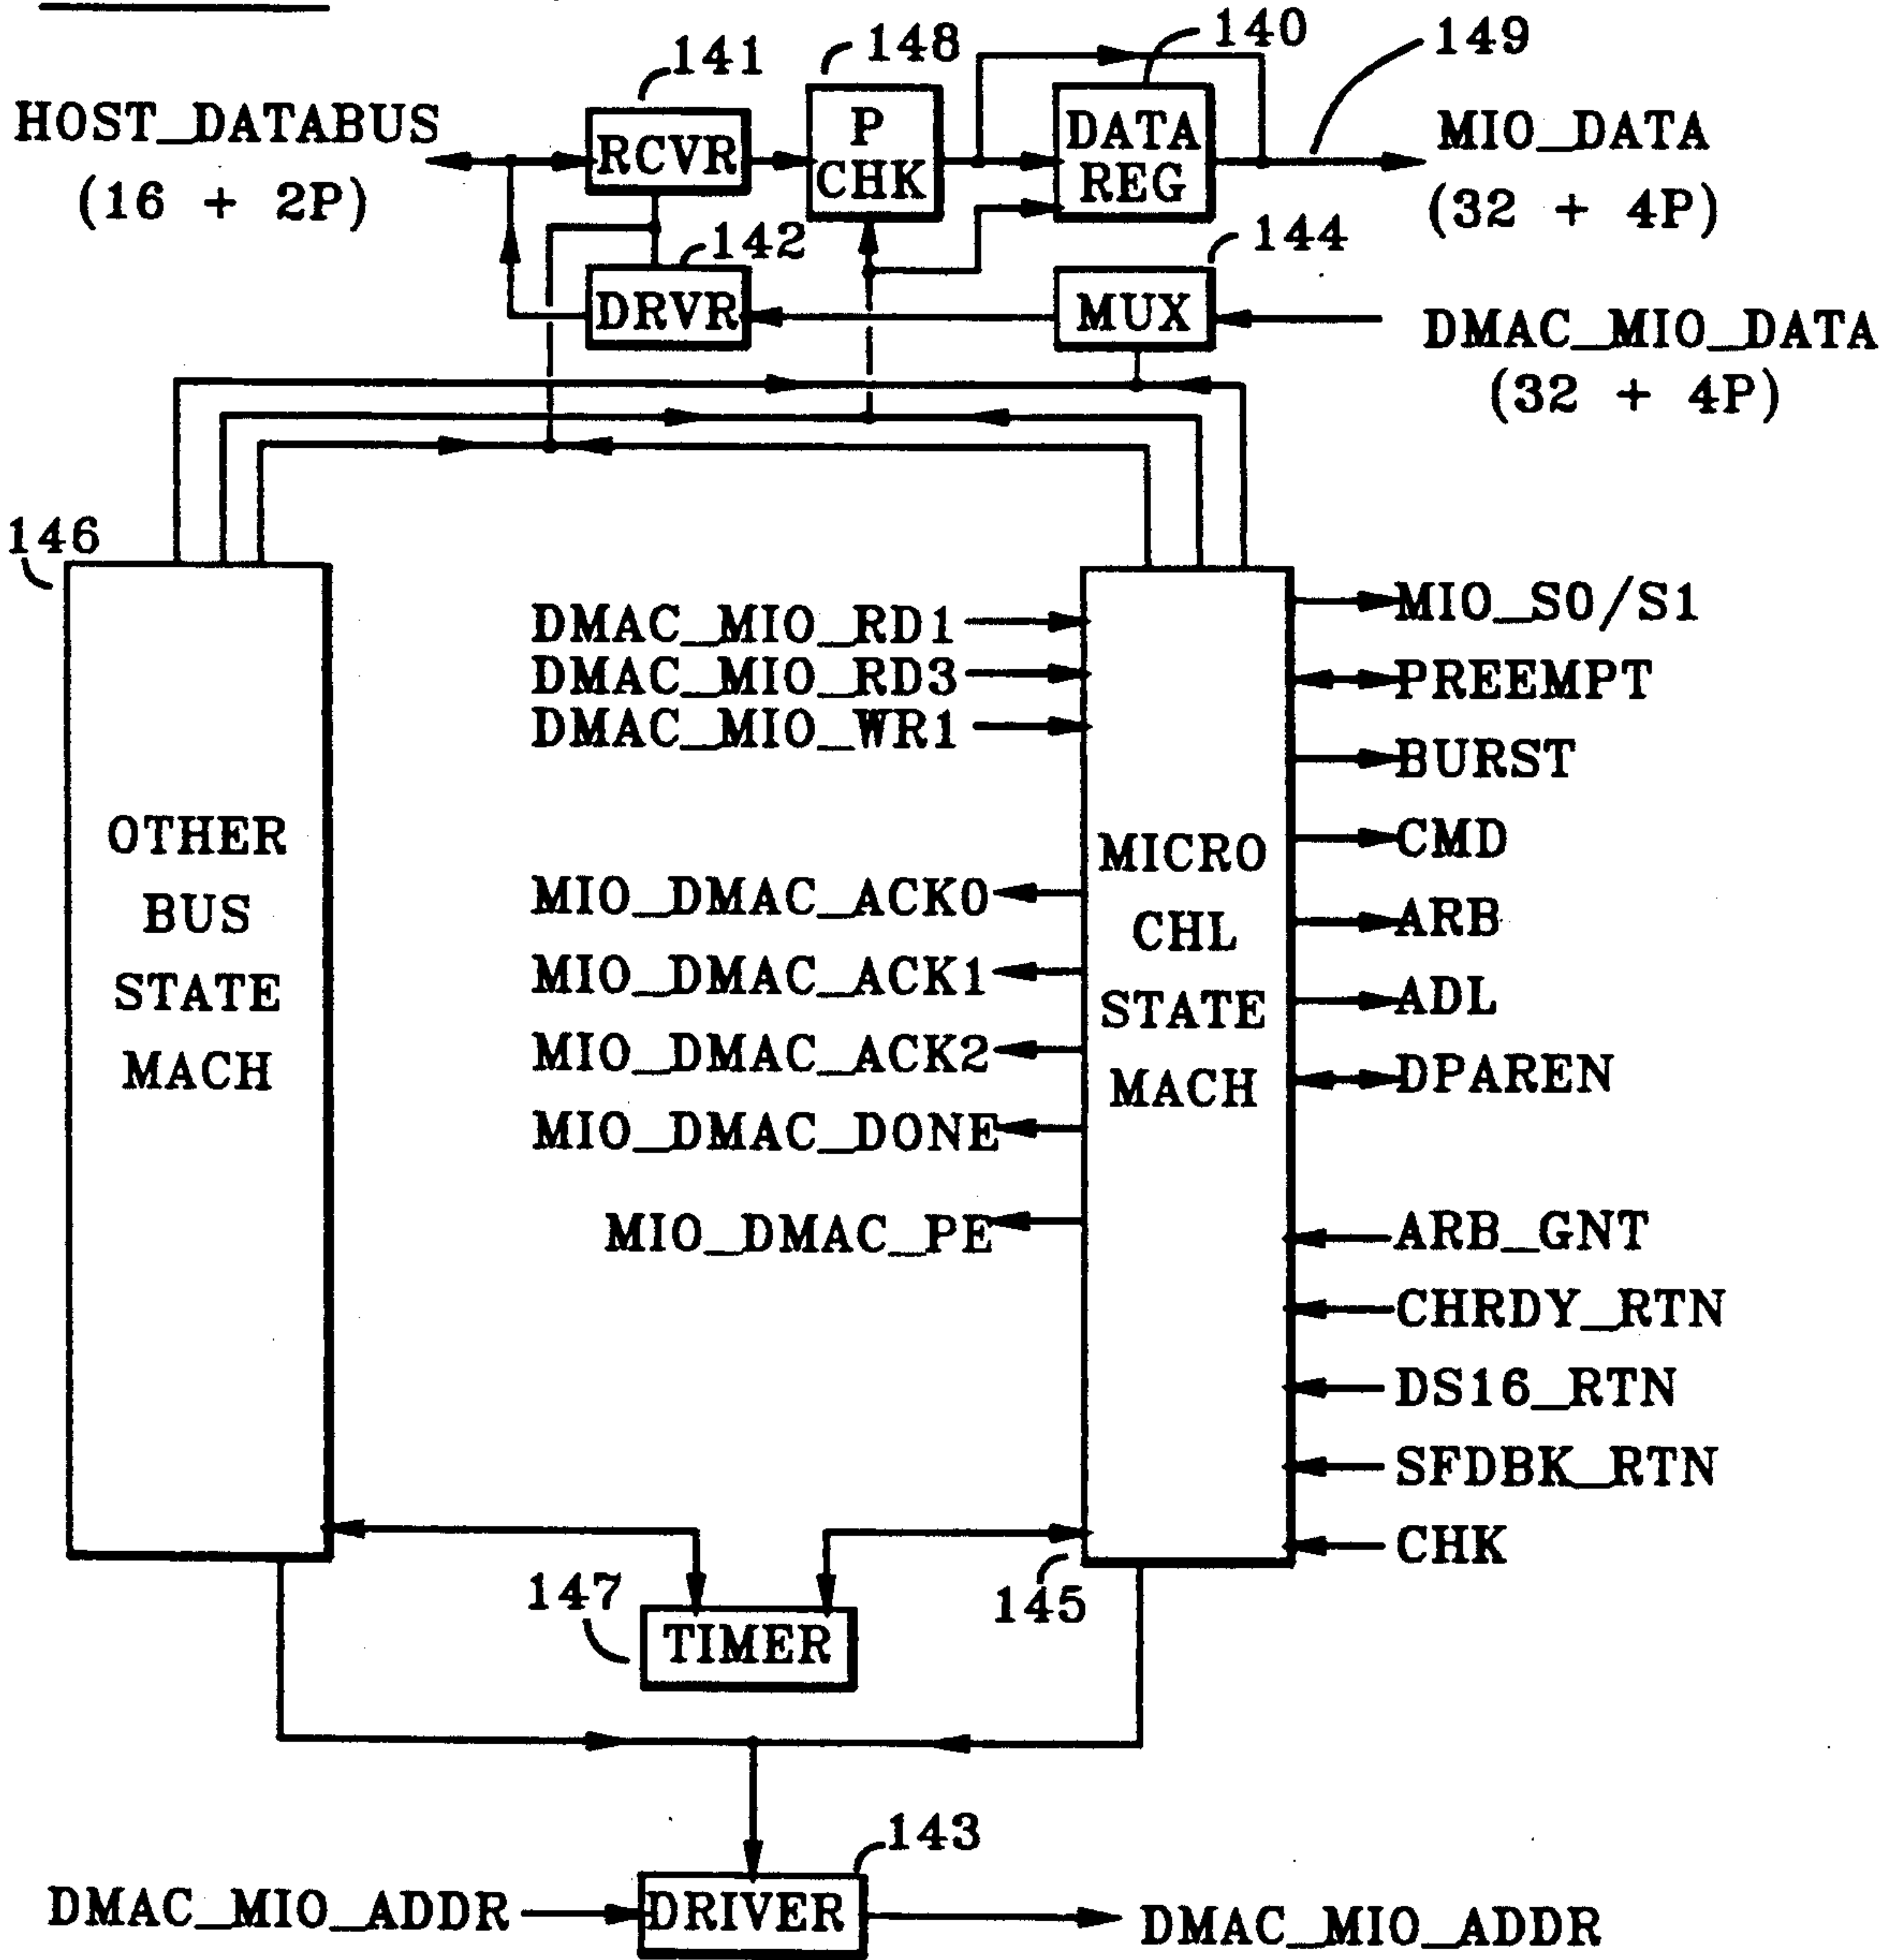 141
148
140
149
HOST_DATABUS
(16 + 2P)
RCVR
P
CHK
DATA
REG
MIO_DATA
(32 + 4P)
142
144
DRVR
MUX
DMAC_MIO_DATA
(32 + 4P)
146
OTHER
BUS
STATE
MACH
DMAC_MIO_RD1
DMAC_MIO_RD3
DMAC_MIO_WR1
MIO_DMAC_ACK0
MIO_DMAC_ACK1
MIO_DMAC_ACK2
MIO_DMAC_DONE
MIO_DMAC_PE
MICRO
CHL
STATE
MACH
MIO_S0/S1
PREEMPT
BURST
CMD
ARB
ADL
DPAREN
ARB_GNT
CHRDY_RTN
DS16_RTN
SFDBK_RTN
CHK
147
TIMER
145
143
DMAC_MIO_ADDR
DRIVER
DMAC_MIO_ADDR